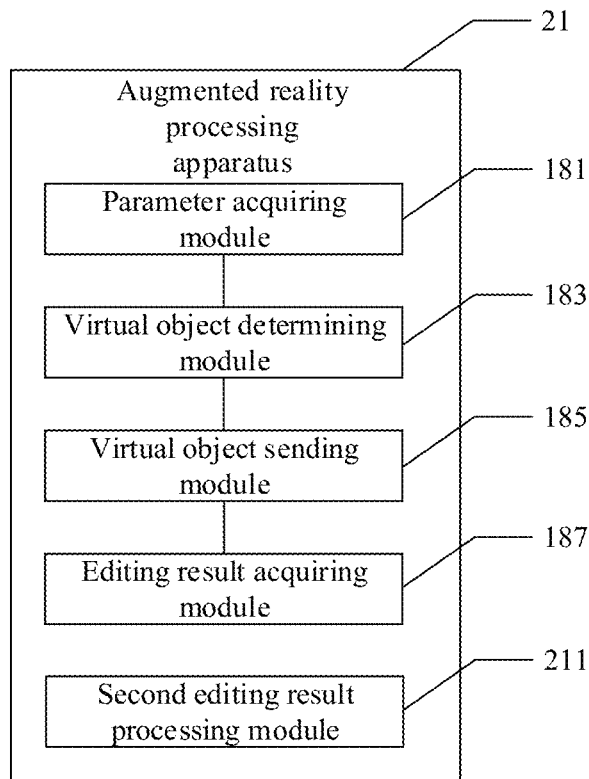 21
Augmented reality
processing
apparatus
181
Parameter acquiring
module
183
Virtual object determining
module
185
Virtual object sending
module
187
Editing result acquiring
module
211
Second editing result
processing module